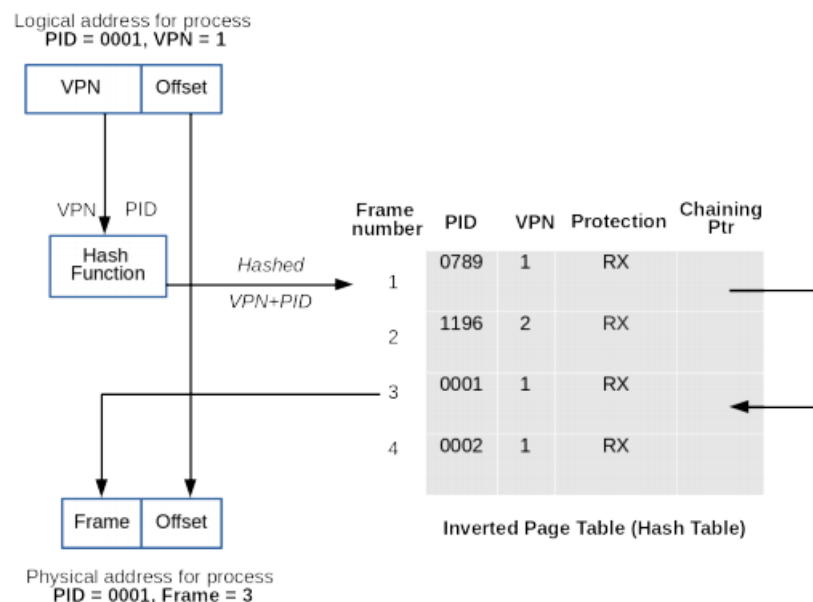 Logical address for process
PID = 0001, VPN = 1
VPN Offset
VPN PID
Hash
Function
Hashed
VPN+PID
Frame
number PID VPN Protection Chaining
Ptr
1 0789 1 RX
2 1196 2 RX
3 0001 1 RX
4 0002 1 RX
Inverted Page Table (Hash Table)
Frame Offset
Physical address for process
PID = 0001, Frame = 3